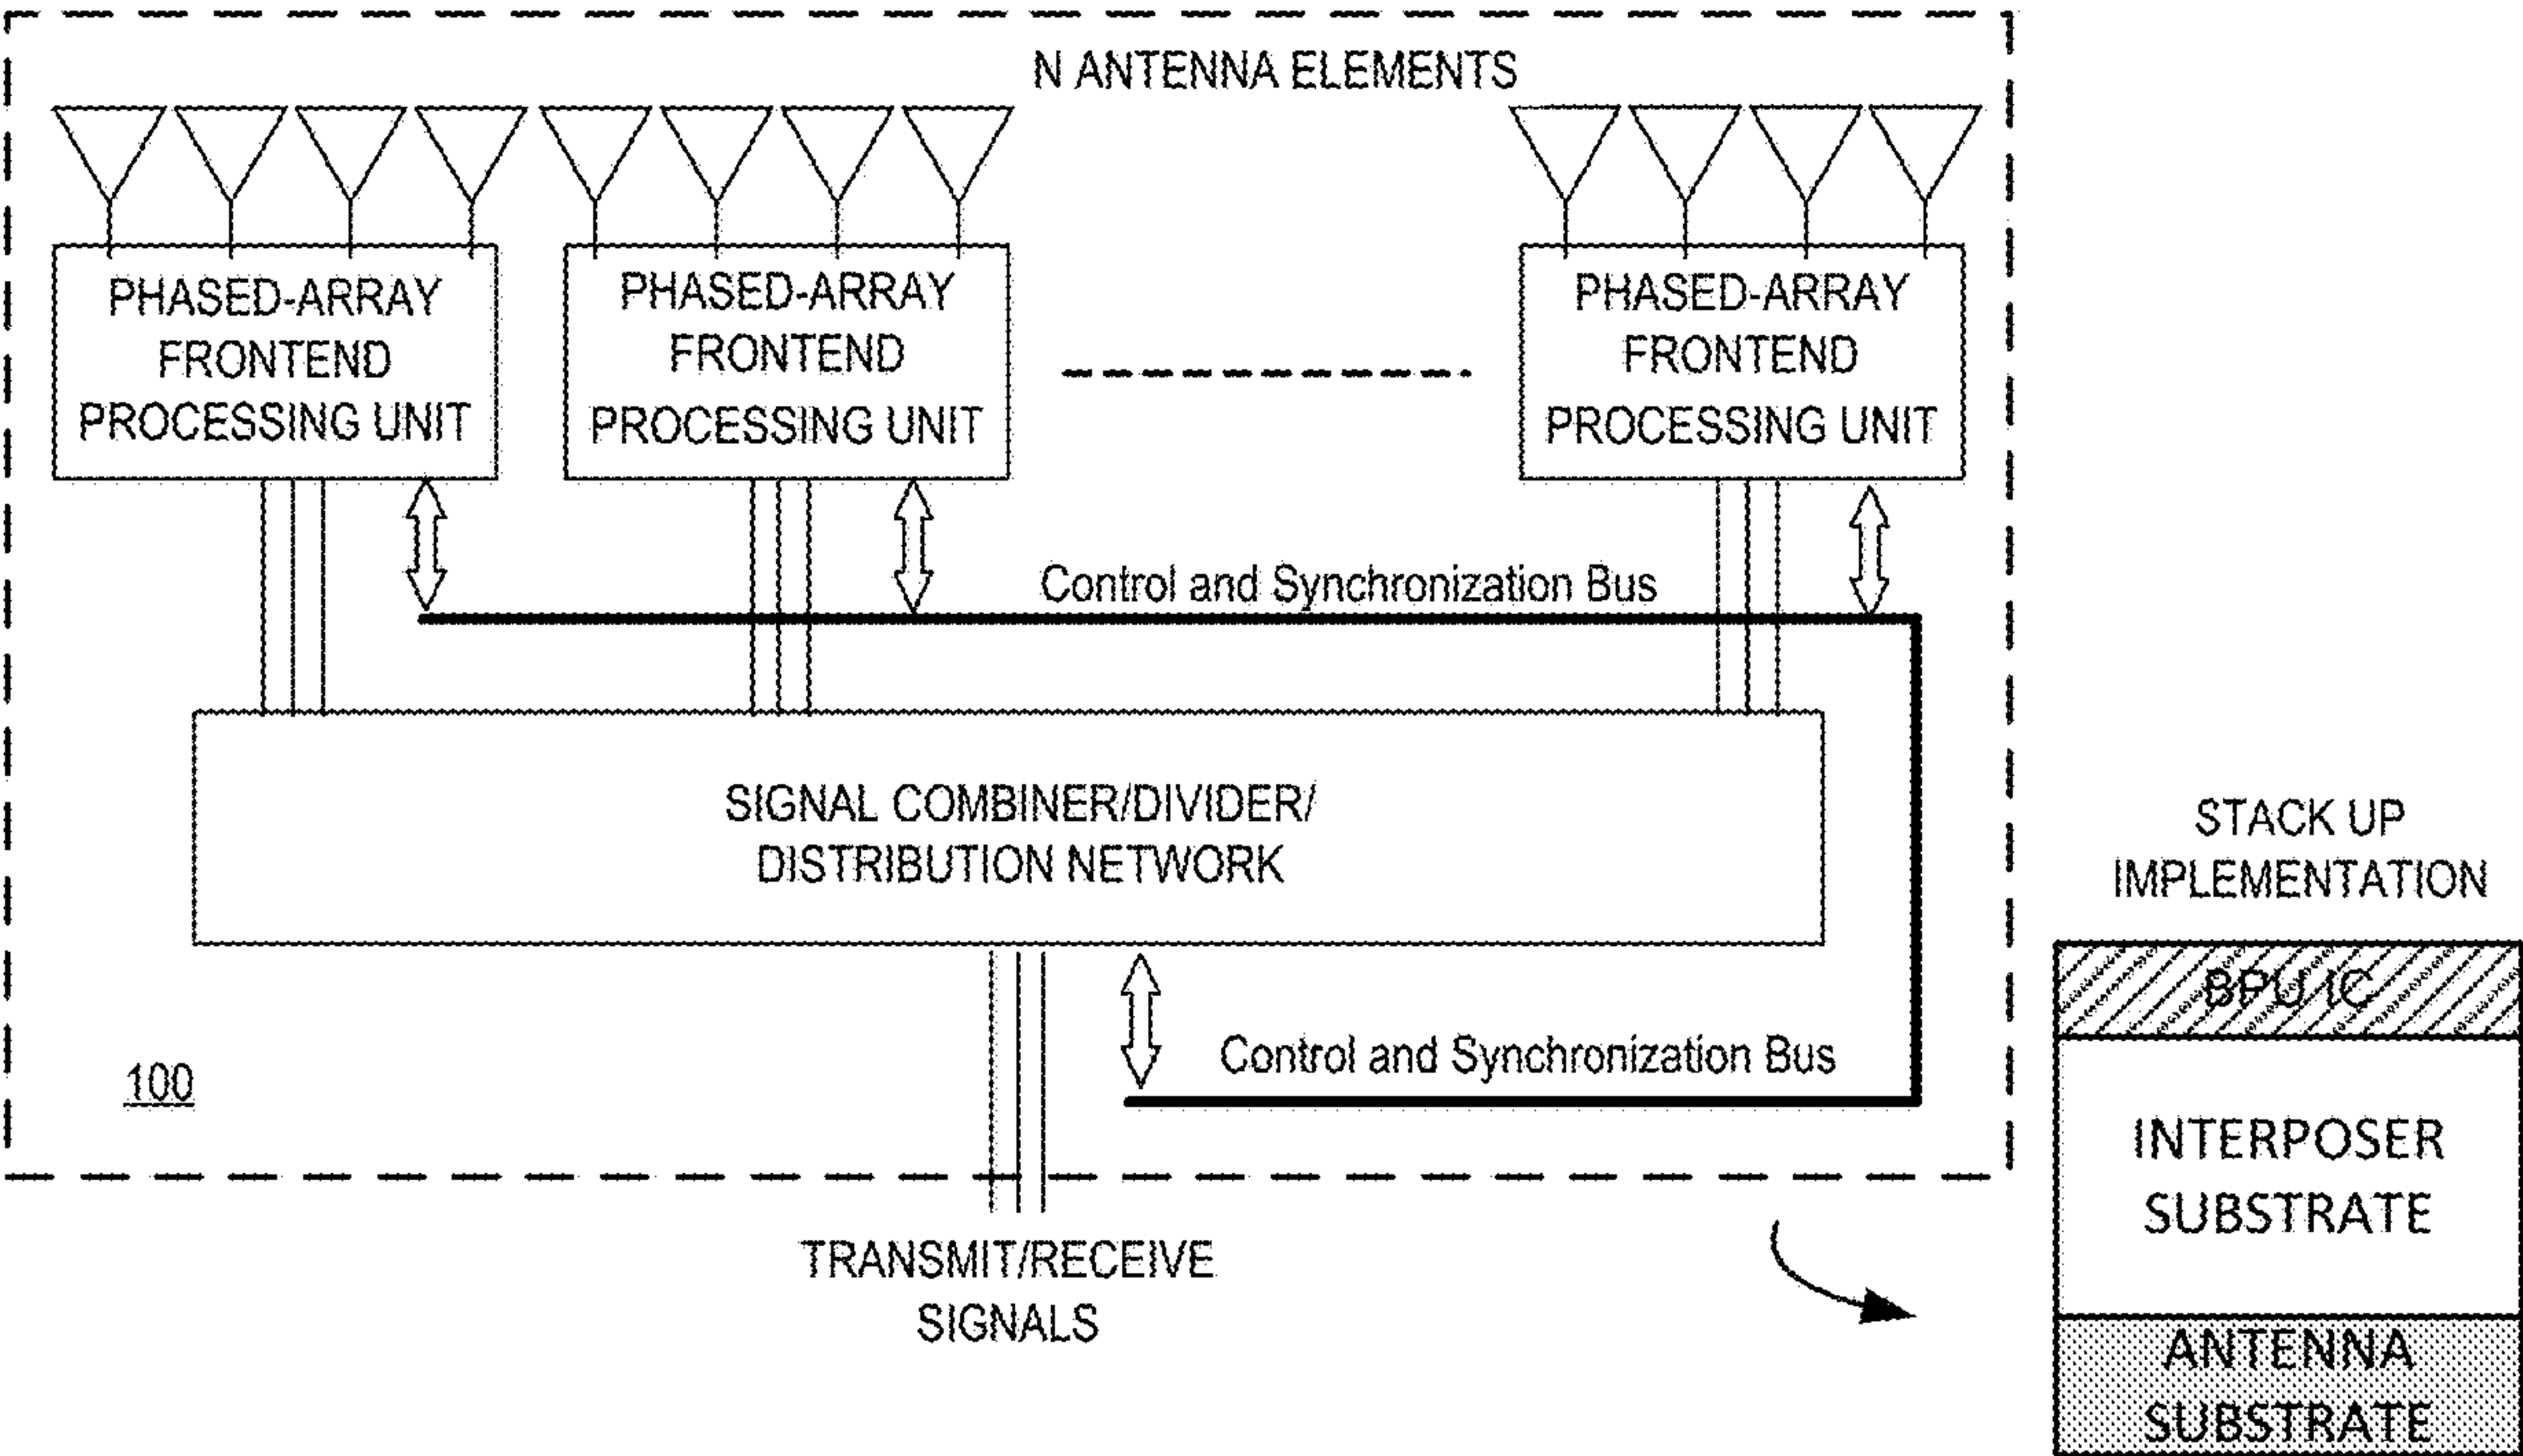 N ANTENNA ELEMENTS
PHASED-ARRAY
FRONTEND
PROCESSING UNIT
PHASED-ARRAY
FRONTEND
PROCESSING UNIT
PHASED-ARRAY
FRONTEND
PROCESSING UNIT
Control and Synchronization Bus
SIGNAL COMBINER/DIVIDER/
DISTRIBUTION NETWORK
Control and Synchronization Bus
100
TRANSMIT/RECEIVE
SIGNALS
STACK UP
IMPLEMENTATION
BPU IC
INTERPOSER
SUBSTRATE
ANTENNA
SUBSTRATE